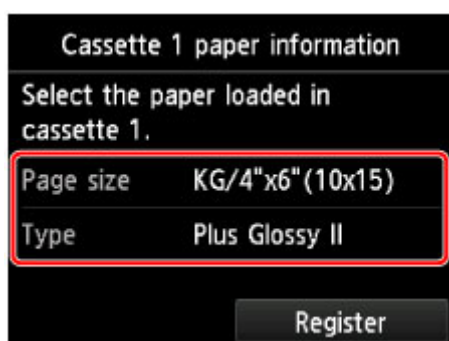 Cassette 1 paper information
Select the paper loaded in
cassette 1.
Page size KG/4"x6"(10x15)
Type Plus Glossy II
Register